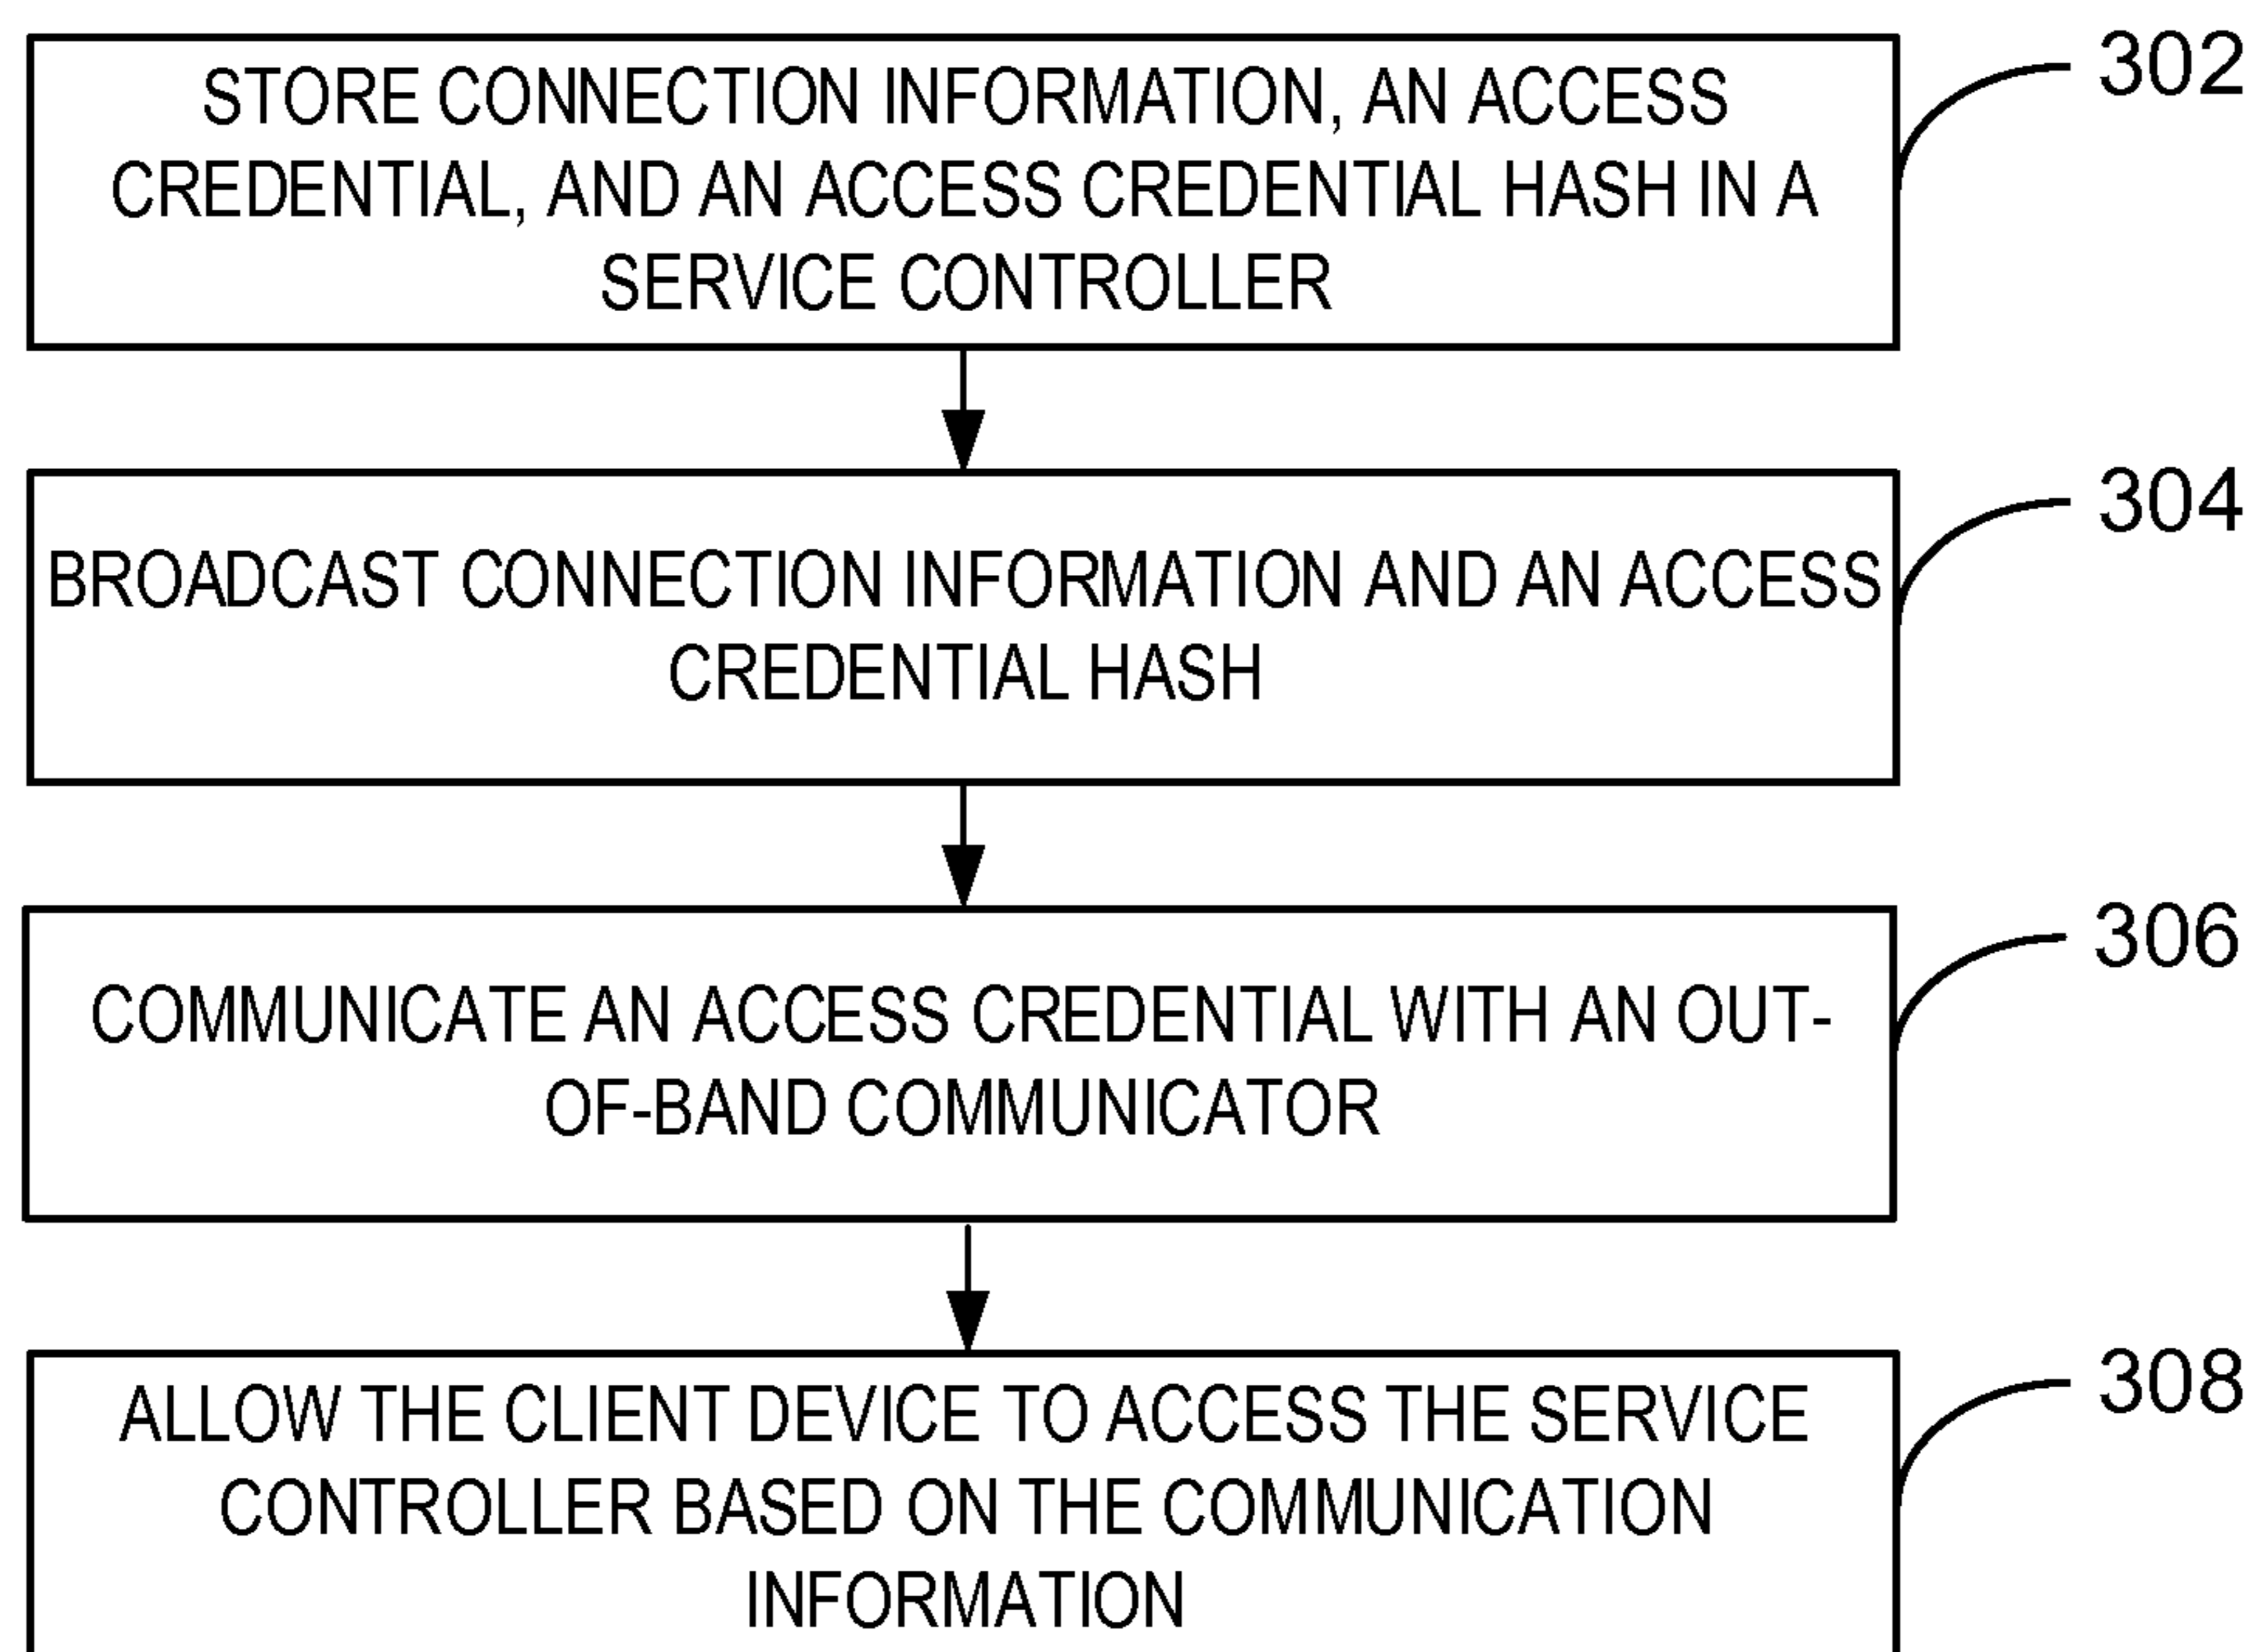 STORE CONNECTION INFORMATION, AN ACCESS
CREDENTIAL, AND AN ACCESS CREDENTIAL HASH IN A
SERVICE CONTROLLER
302
BROADCAST CONNECTION INFORMATION AND AN ACCESS
CREDENTIAL HASH
304
COMMUNICATE AN ACCESS CREDENTIAL WITH AN OUT-
OF-BAND COMMUNICATOR
306
ALLOW THE CLIENT DEVICE TO ACCESS THE SERVICE
CONTROLLER BASED ON THE COMMUNICATION
INFORMATION
308